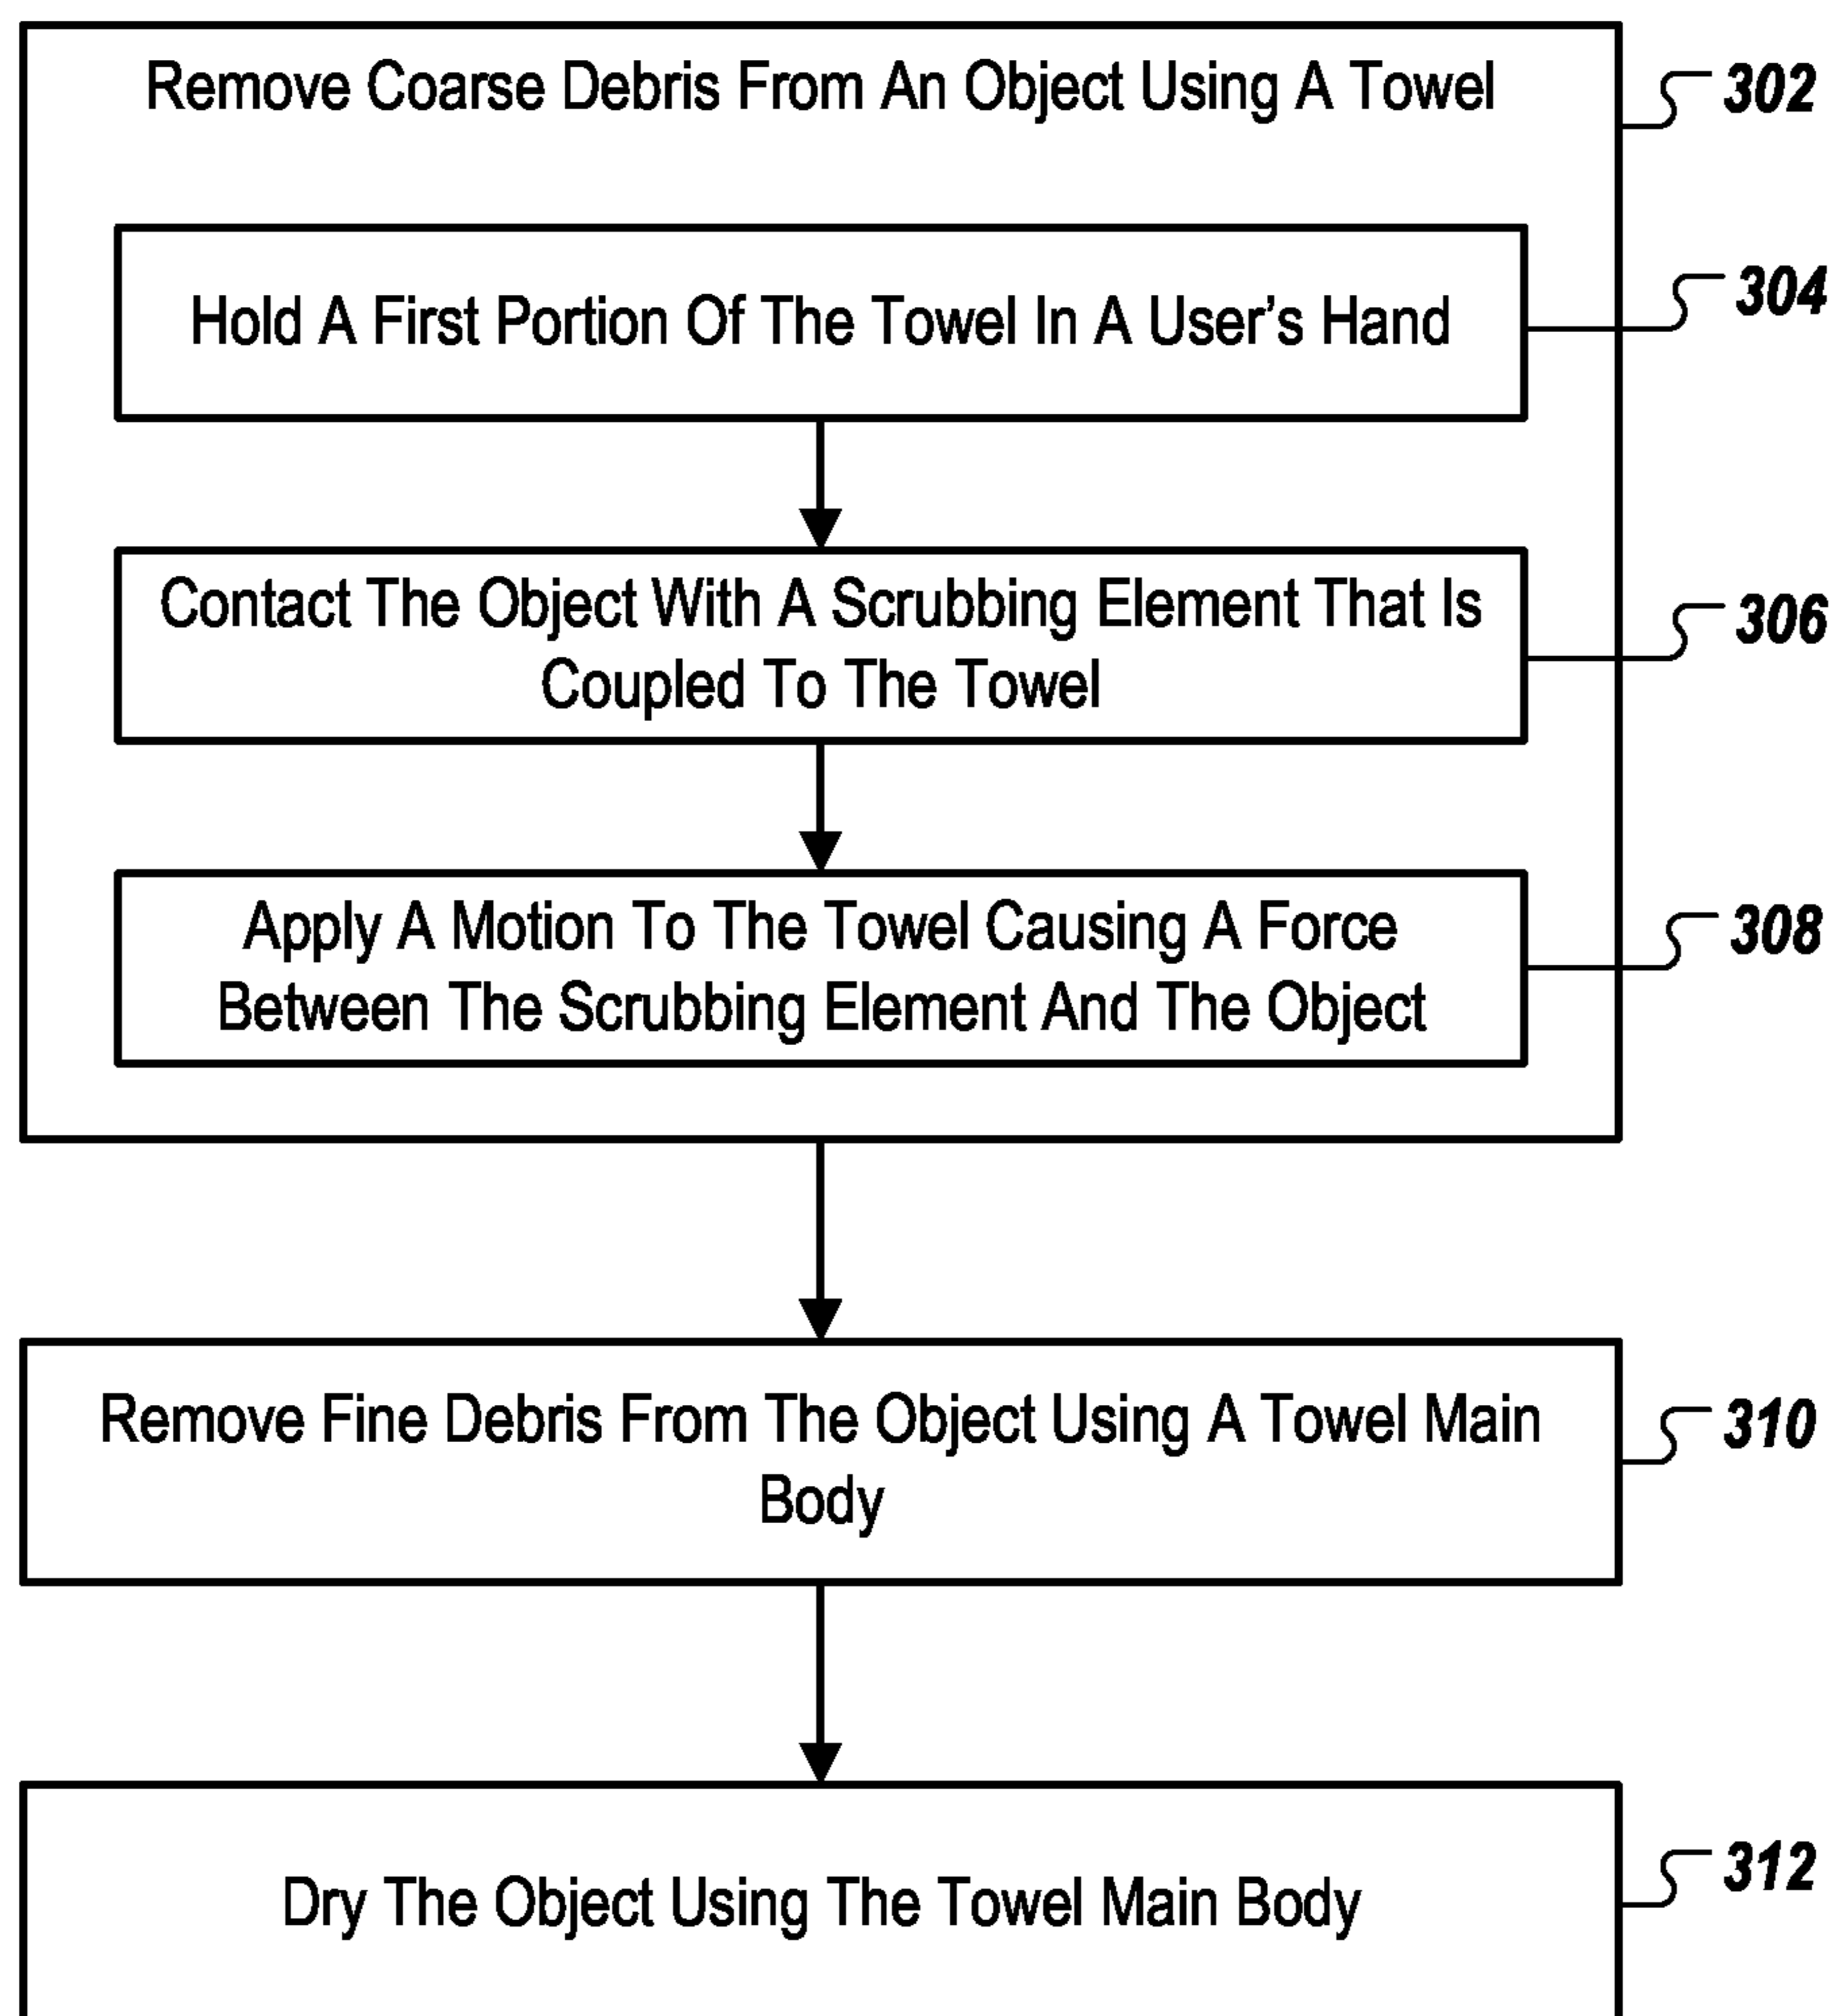 Remove Coarse Debris From An Object Using A Towel
302
Hold A First Portion Of The Towel In A User's Hand
304
Contact The Object With A Scrubbing Element That Is
Coupled To The Towel
306
Apply A Motion To The Towel Causing A Force
Between The Scrubbing Element And The Object
308
Remove Fine Debris From The Object Using A Towel Main
Body
310
Dry The Object Using The Towel Main Body
312